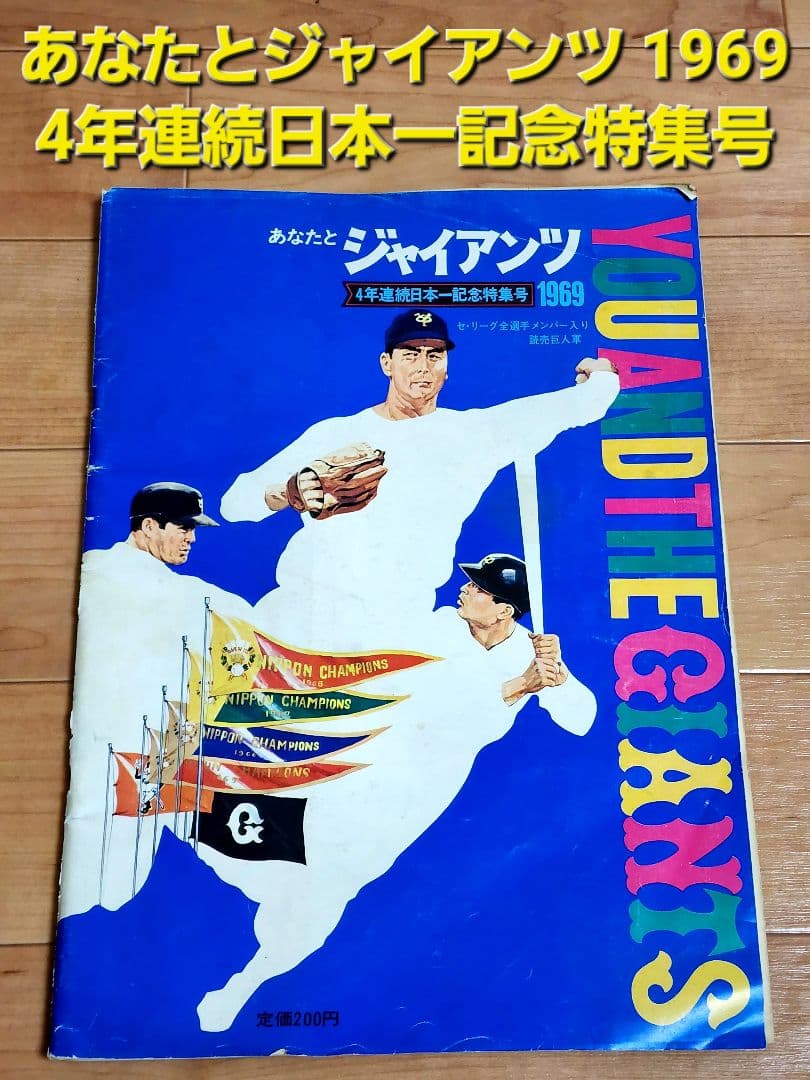 あなたとジャイアンツ 1969
4年連続日本一記念特集号
あなたと ジャイアンツ
4年連続日本一記念特集号 1969
セ・リーグ全選手メンバー入り
読売巨人軍
YOU AND THE GIANTS
NIPPON CHAMPIONS
1968
NIPPON CHAMPIONS
NIPPON CHAMPIONS
G
定価200円